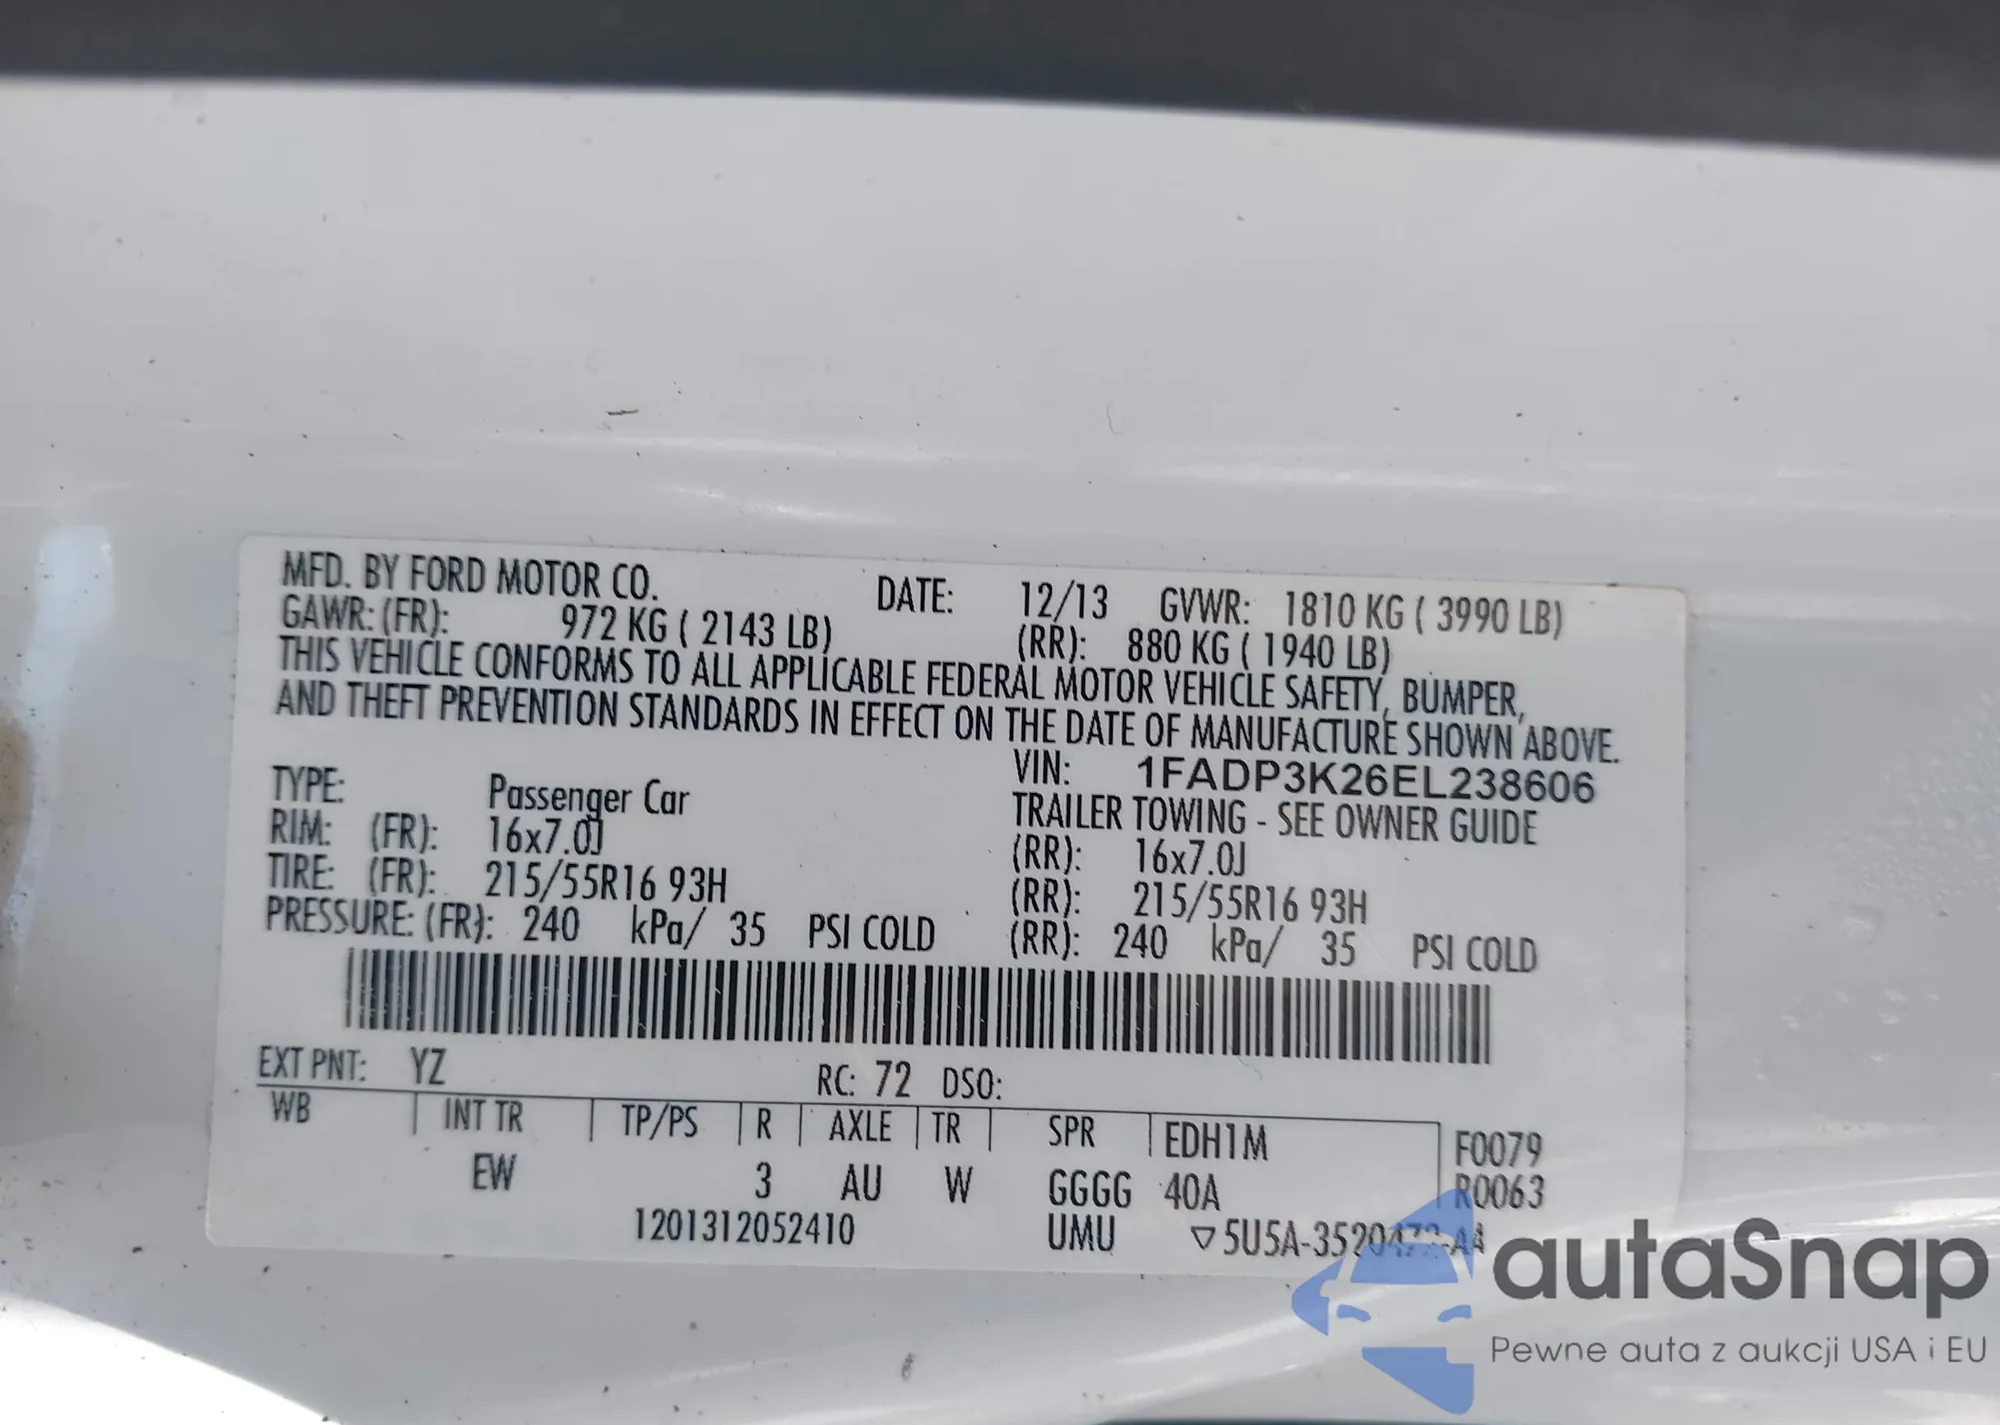 MFD. BY FORD MOTOR CO. DATE: 12/13 GVWR: 1810 KG ( 3990 LB)
GAWR: (FR): 972 KG ( 2143 LB) (RR): 880 KG ( 1940 LB)
THIS VEHICLE CONFORMS TO ALL APPLICABLE FEDERAL MOTOR VEHICLE SAFETY, BUMPER,
AND THEFT PREVENTION STANDARDS IN EFFECT ON THE DATE OF MANUFACTURE SHOWN ABOVE.
VIN: 1FADP3K26EL238606
TYPE: Passenger Car TRAILER TOWING - SEE OWNER GUIDE
RIM: (FR): 16x7.0J (RR): 16x7.0J
TIRE: (FR): 215/55R16 93H (RR): 215/55R16 93H
PRESSURE: (FR): 240 kPa/ 35 PSI COLD (RR): 240 kPa/ 35 PSI COLD
EXT PNT: YZ RC: 72 DSO:
WB INT TR TP/PS R AXLE TR SPR EDH1M F0079
EW 3 AU W GGGG 40A R0063
1201312052410 UMU
autaSnap
Pewne auta z aukcji USA i EU